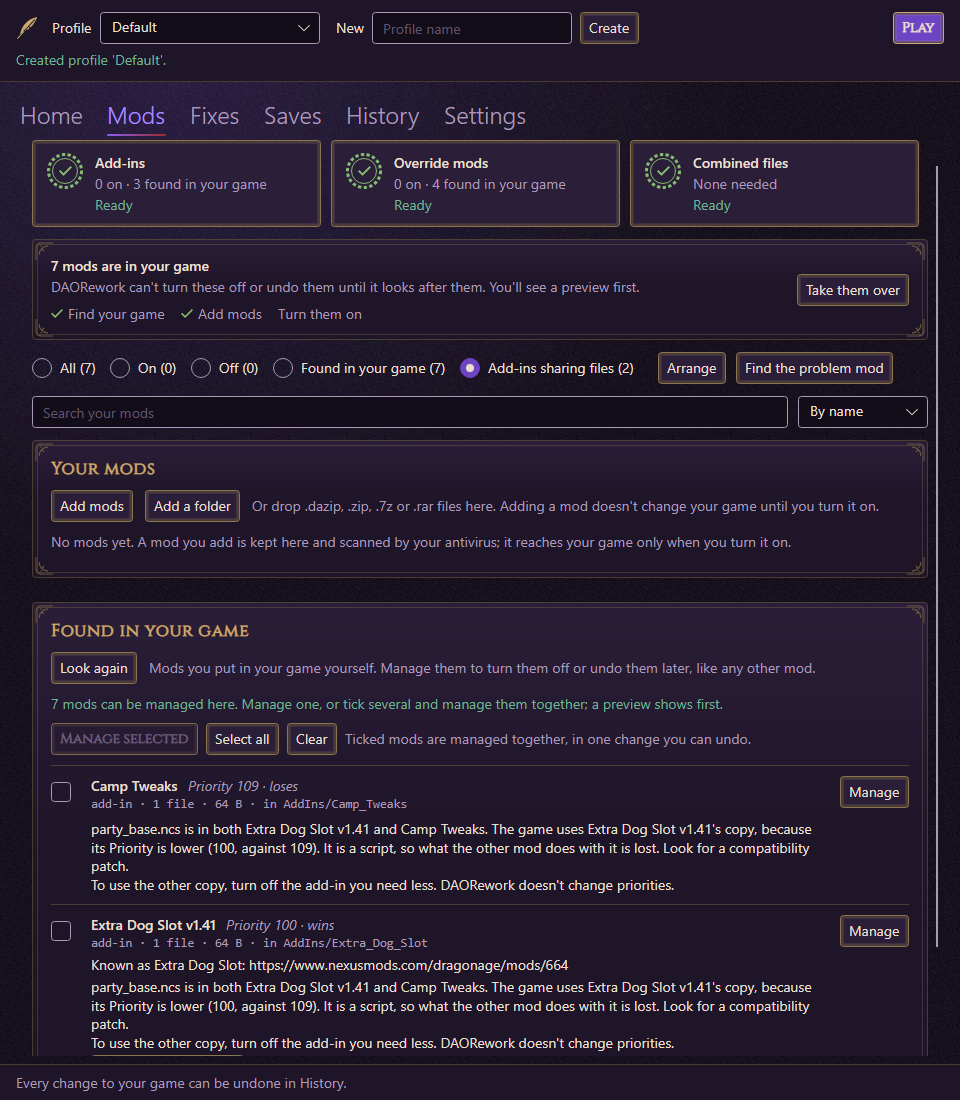 Profile Default New Profile name Create PLAY
Created profile 'Default'.
Home Mods Fixes Saves History Settings
Add-ins
0 on · 3 found in your game
Ready
Override mods
0 on · 4 found in your game
Ready
Combined files
None needed
Ready
7 mods are in your game
DAORework can't turn these off or undo them until it looks after them. You'll see a preview first.
Find your game Add mods Turn them on
Take them over
All (7) On (0) Off (0) Found in your game (7) Add-ins sharing files (2) Arrange Find the problem mod
Search your mods By name
Your mods
Add mods Add a folder Or drop .dazip, .zip, .7z or .rar files here. Adding a mod doesn't change your game until you turn it on.
No mods yet. A mod you add is kept here and scanned by your antivirus; it reaches your game only when you turn it on.
Found in your game
Look again Mods you put in your game yourself. Manage them to turn them off or undo them later, like any other mod.
7 mods can be managed here. Manage one, or tick several and manage them together; a preview shows first.
Manage selected Select all Clear Ticked mods are managed together, in one change you can undo.
Camp Tweaks Priority 109 · loses
add-in · 1 file · 64 B · in AddIns/Camp_Tweaks
Manage
party_base.ncs is in both Extra Dog Slot v1.41 and Camp Tweaks. The game uses Extra Dog Slot v1.41's copy, because
its Priority is lower (100, against 109). It is a script, so what the other mod does with it is lost. Look for a compatibility
patch.
To use the other copy, turn off the add-in you need less. DAORework doesn't change priorities.
Extra Dog Slot v1.41 Priority 100 · wins
add-in · 1 file · 64 B · in AddIns/Extra_Dog_Slot
Manage
Known as Extra Dog Slot: https://www.nexusmods.com/dragonage/mods/664
party_base.ncs is in both Extra Dog Slot v1.41 and Camp Tweaks. The game uses Extra Dog Slot v1.41's copy, because
its Priority is lower (100, against 109). It is a script, so what the other mod does with it is lost. Look for a compatibility
patch.
To use the other copy, turn off the add-in you need less. DAORework doesn't change priorities.
Every change to your game can be undone in History.